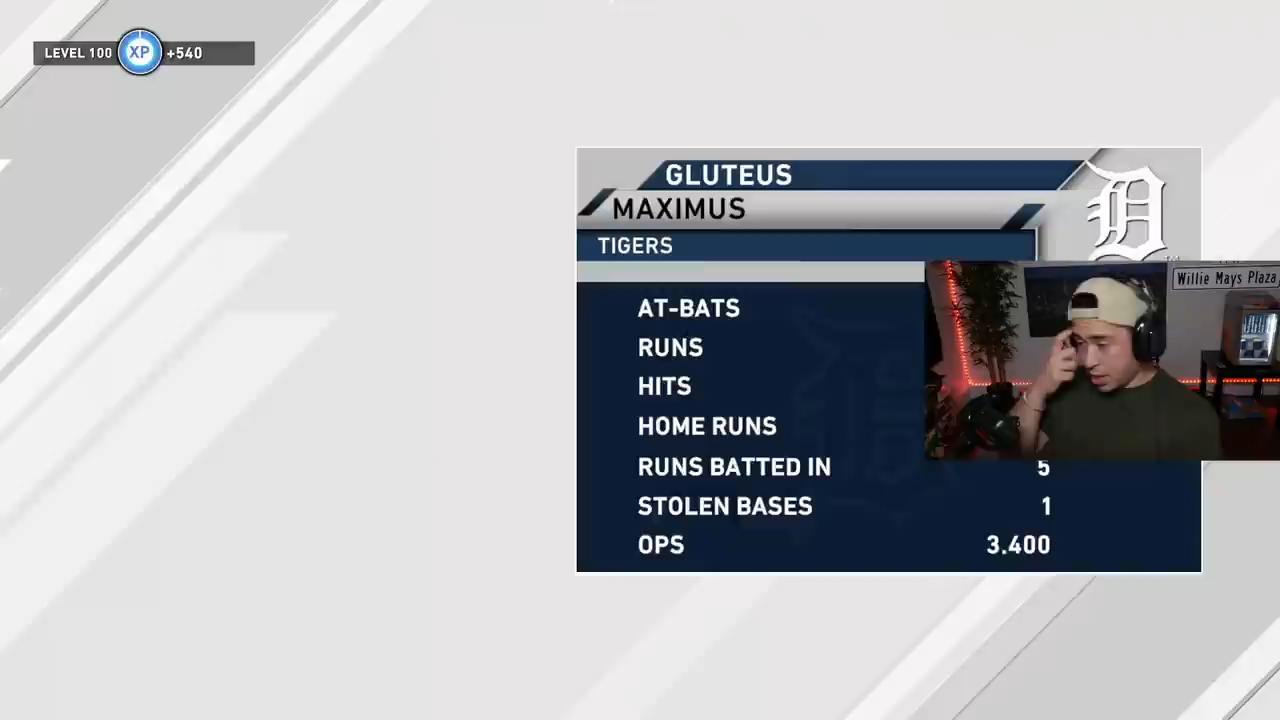 LEVEL 100 XP +540
GLUTEUS
MAXIMUS
TIGERS
Willie Mays Plaza
AT-BATS
RUNS
HITS
HOME RUNS
RUNS BATTED IN 5
STOLEN BASES 1
OPS 3.400